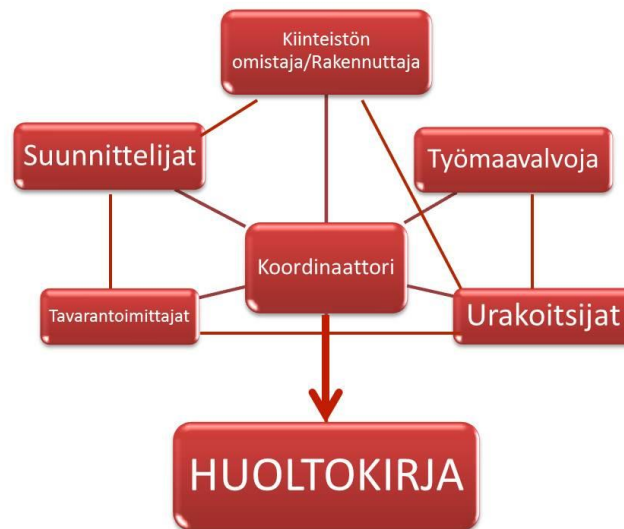 Kiinteistön
omistaja/Rakennuttaja
Suunnittelijat
Työmaavalvoja
Koordinaattori
Tavarantoimittajat
Urakoitsijat
HUOLTOKIRJA